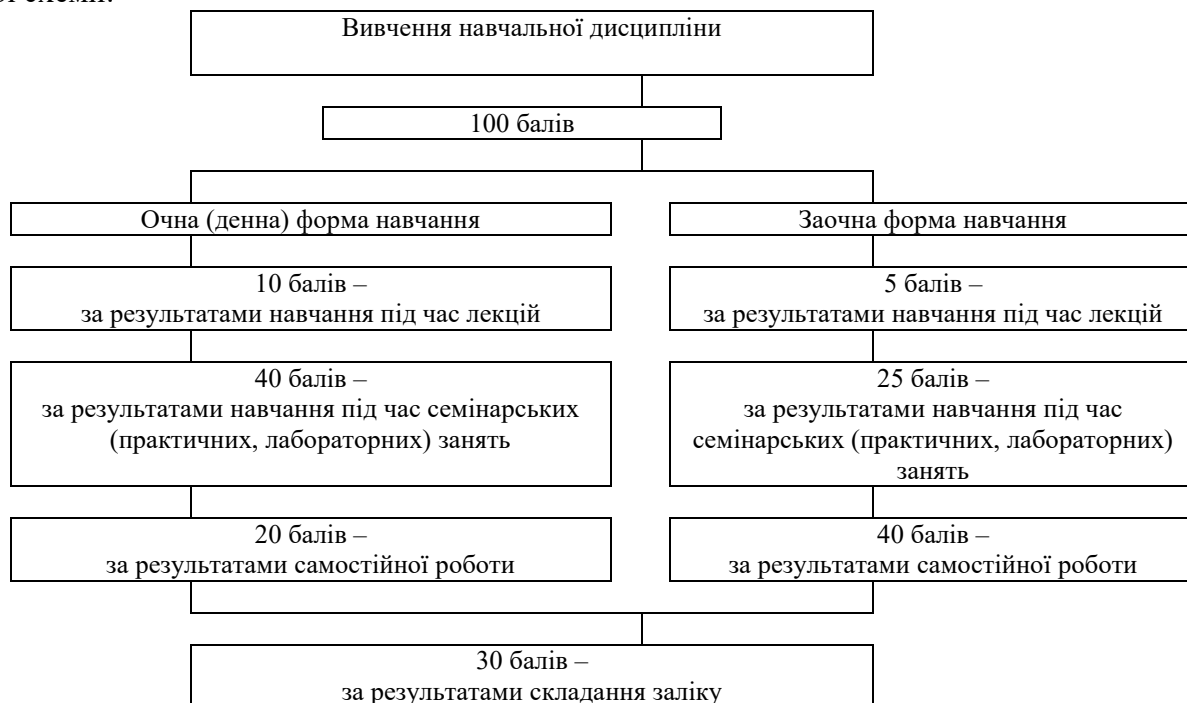 Вивчення навчальної дисципліни
100 балів
Очна (денна) форма навчання
Заочна форма навчання
10 балів –
за результатами навчання під час лекцій
5 балів –
за результатами навчання під час лекцій
40 балів –
за результатами навчання під час семінарських
(практичних, лабораторних) занять
25 балів –
за результатами навчання під час
семінарських (практичних, лабораторних)
занять
20 балів –
за результатами самостійної роботи
40 балів –
за результатами самостійної роботи
30 балів –
за результатами складання заліку